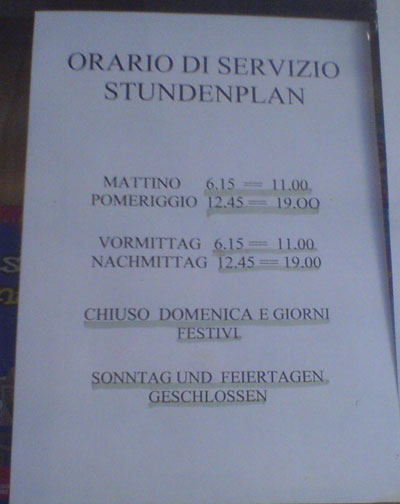 ORARIO DI SERVIZIO
STUNDENPLAN
MATTINO 6.15 == 11.00
POMERIGGIO 12.45 == 19.OO
VORMITTAG 6.15 == 11.00
NACHMITTAG 12.45 == 19.00
CHIUSO DOMENICA E GIORNI
FESTIVI
SONNTAG UND FEIERTAGEN
GESCHLOSSEN